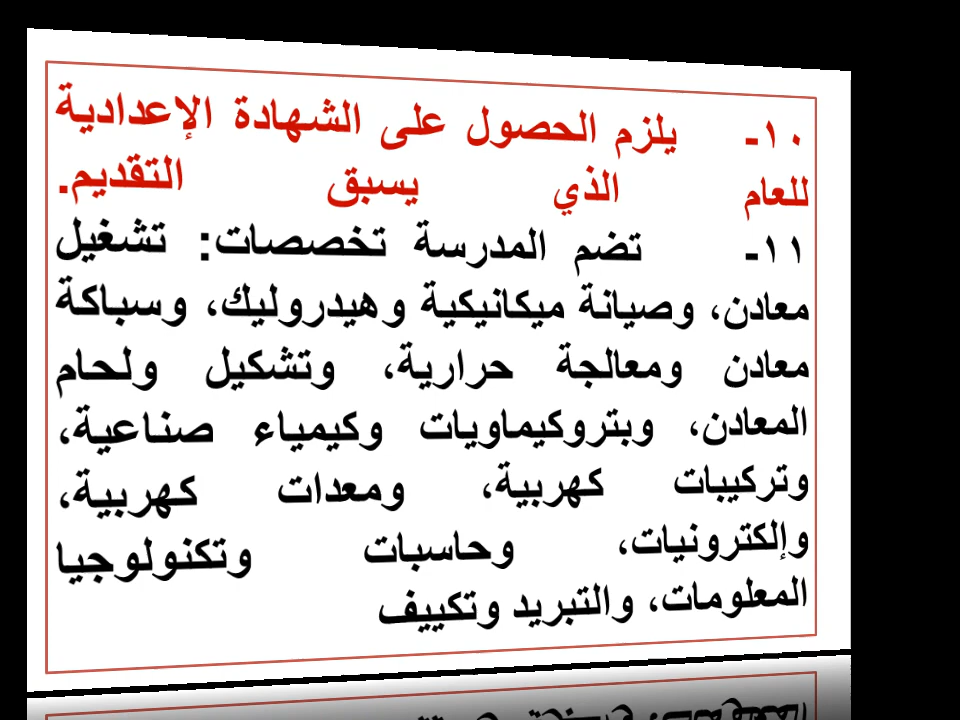 ١٠- يلزم الحصول على الشهادة الإعدادية
للعام الذي يسبق التقديم.
١١- تضم المدرسة تخصصات: تشغيل
معادن، وصيانة ميكانيكية وهيدروليك، وسباكة
معادن ومعالجة حرارية، وتشكيل ولحام
المعادن، وبتروكيماويات وكيمياء صناعية،
وتركيبات كهربية، ومعدات كهربية،
وإلكترونيات، وحاسبات وتكنولوجيا
المعلومات، والتبريد وتكييف